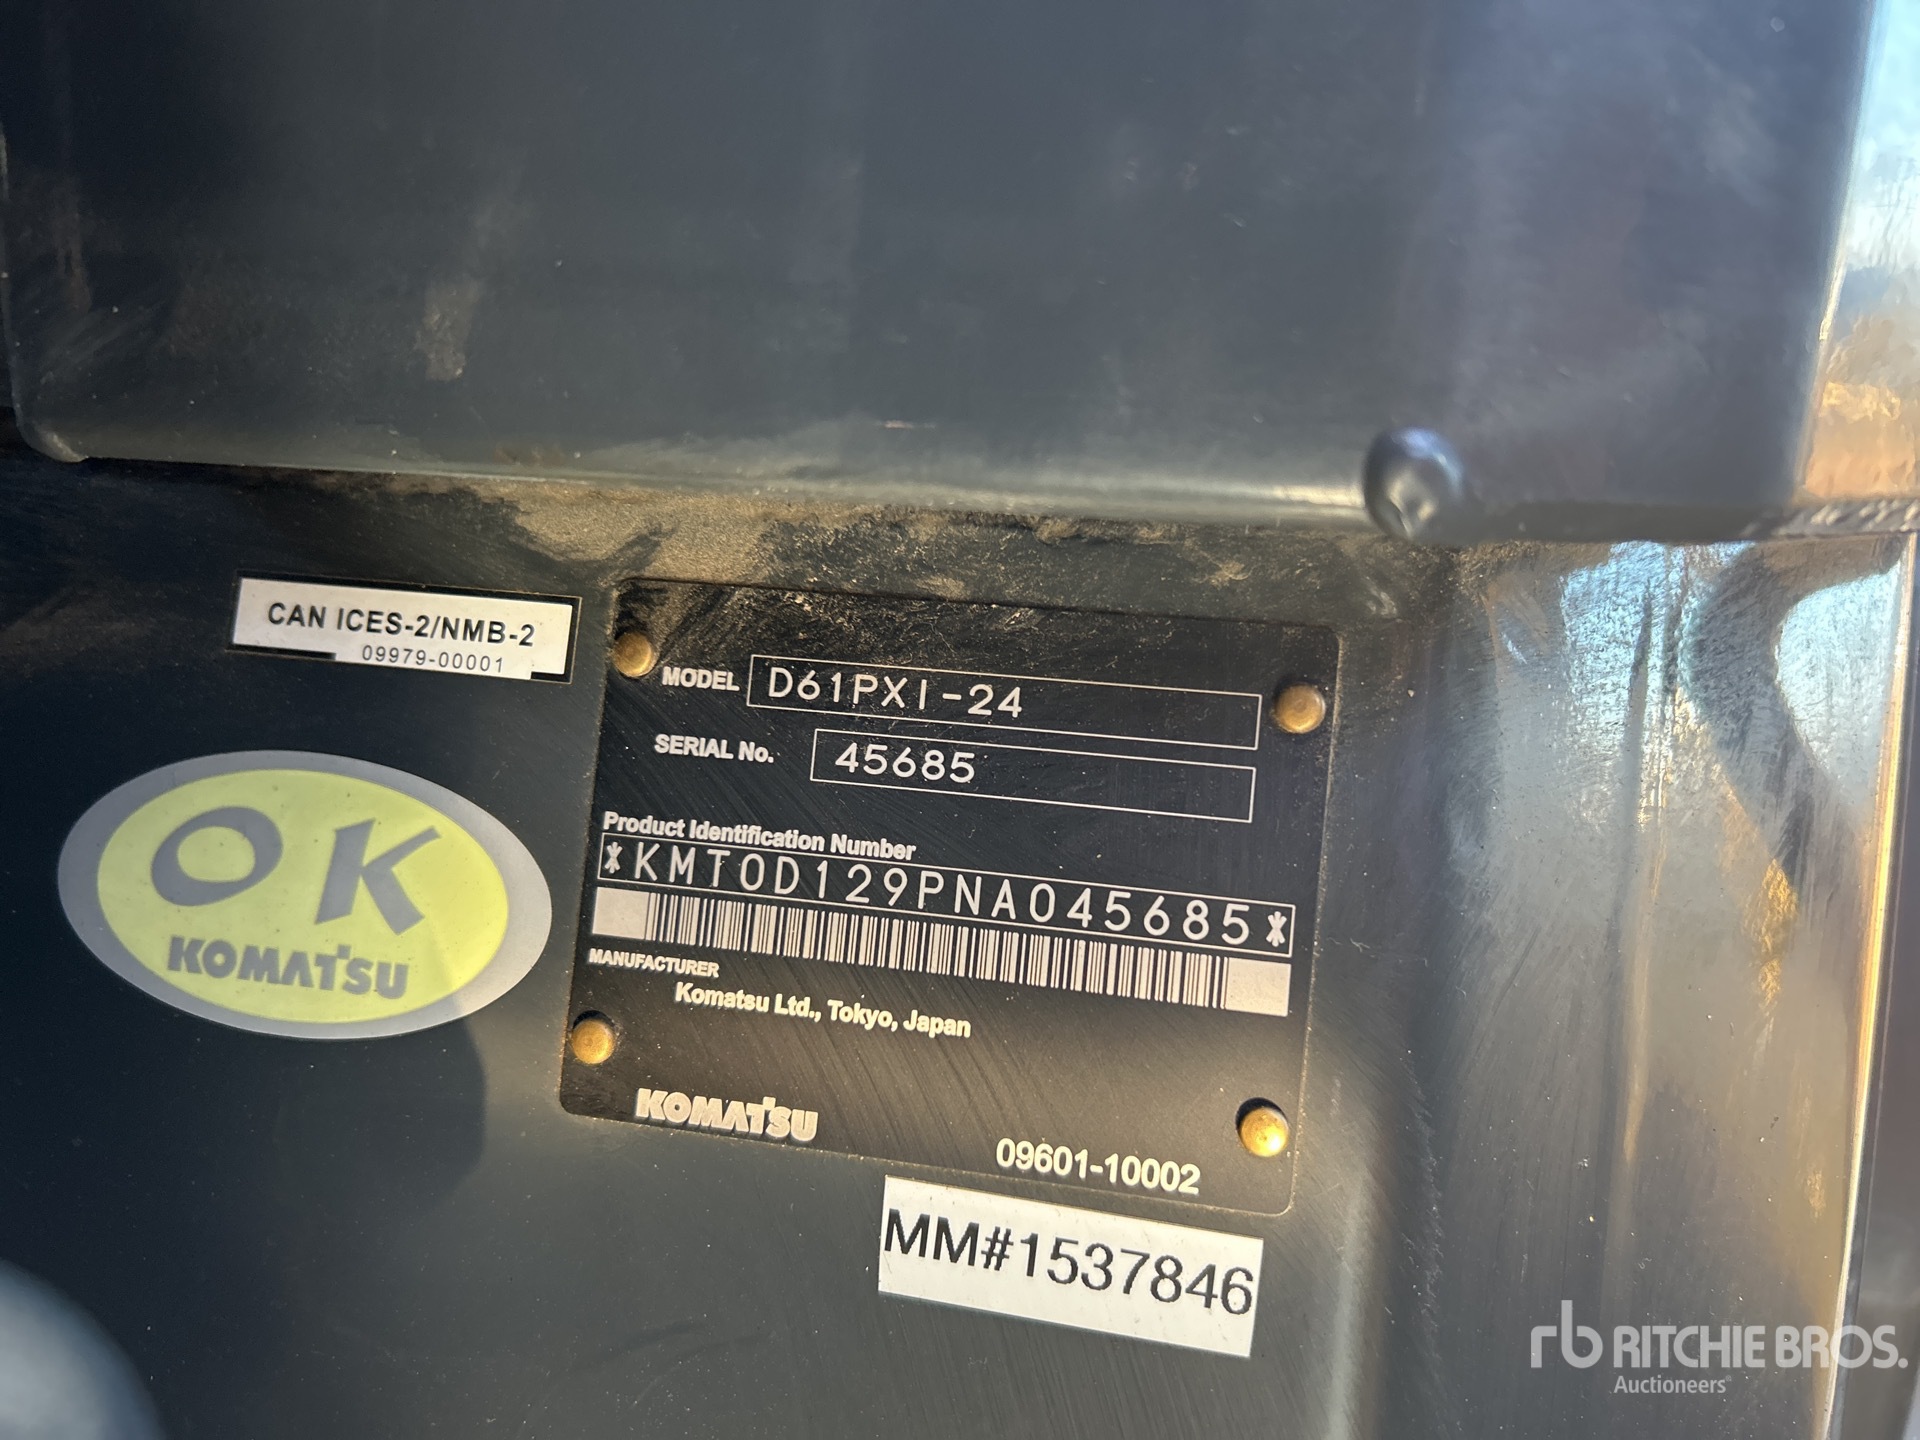 CAN ICES-2/NMB-2
09979-00001
MODEL D61PXI-24
SERIAL No. 45685
Product Identification Number
*KMT0D129PNA045685*
MANUFACTURER
Komatsu Ltd., Tokyo, Japan
KOMATSU
09601-10002
OK
KOMATSU
MM#1537846
rb RITCHIE BROS.
Auctioneers